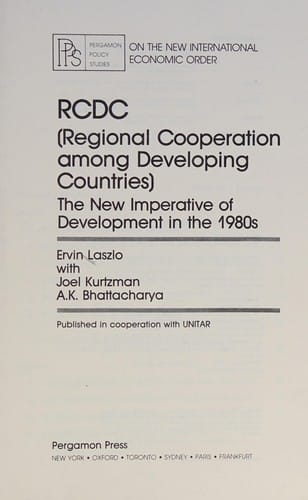 PPS
PERGAMON
POLICY
STUDIES
ON THE NEW INTERNATIONAL
ECONOMIC ORDER
RCDC
(Regional Cooperation
among Developing
Countries)
The New Imperative of
Development in the 1980s
Ervin Laszlo
with
Joel Kurtzman
A.K. Bhattacharya
Published in cooperation with UNITAR
Pergamon Press
NEW YORK • OXFORD • TORONTO • SYDNEY • PARIS • FRANKFURT